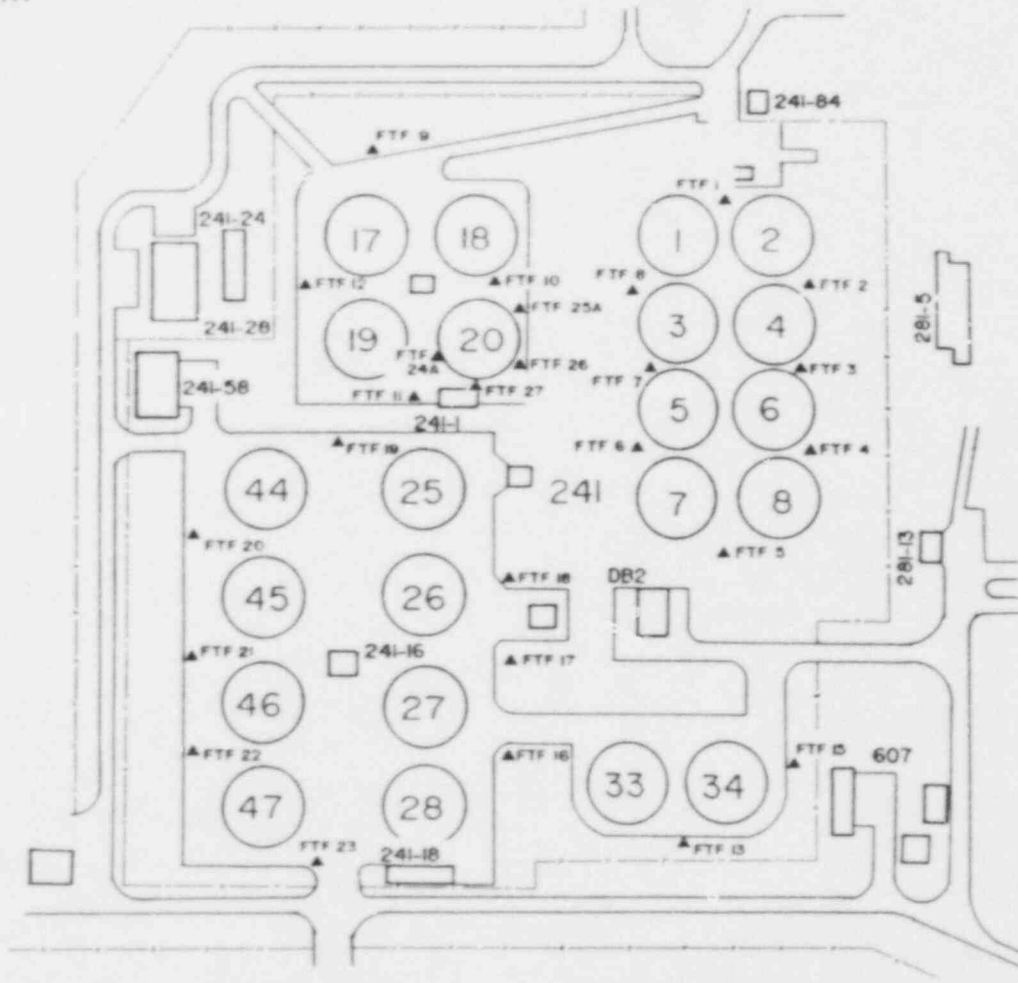 241-84
FTF 9
FTF 1
241-24
17
18
1
2
FTF 12
FTF 10
FTF 8
FTF 2
FTF 25A
241-28
19
20
3
4
281-5
FTF
24A
FTF 26
241-58
FTF 11
FTF 27
FTF 7
FTF 3
241-1
5
6
FTF 19
FTF 6
FTF 4
44
25
241
7
8
FTF 20
FTF 5
281-13
FTF 18
DB2
45
26
FTF 21
241-16
FTF 17
46
27
FTF 22
FTF 16
FTF 15
607
33
34
47
28
FTF 23
241-18
FTF 13